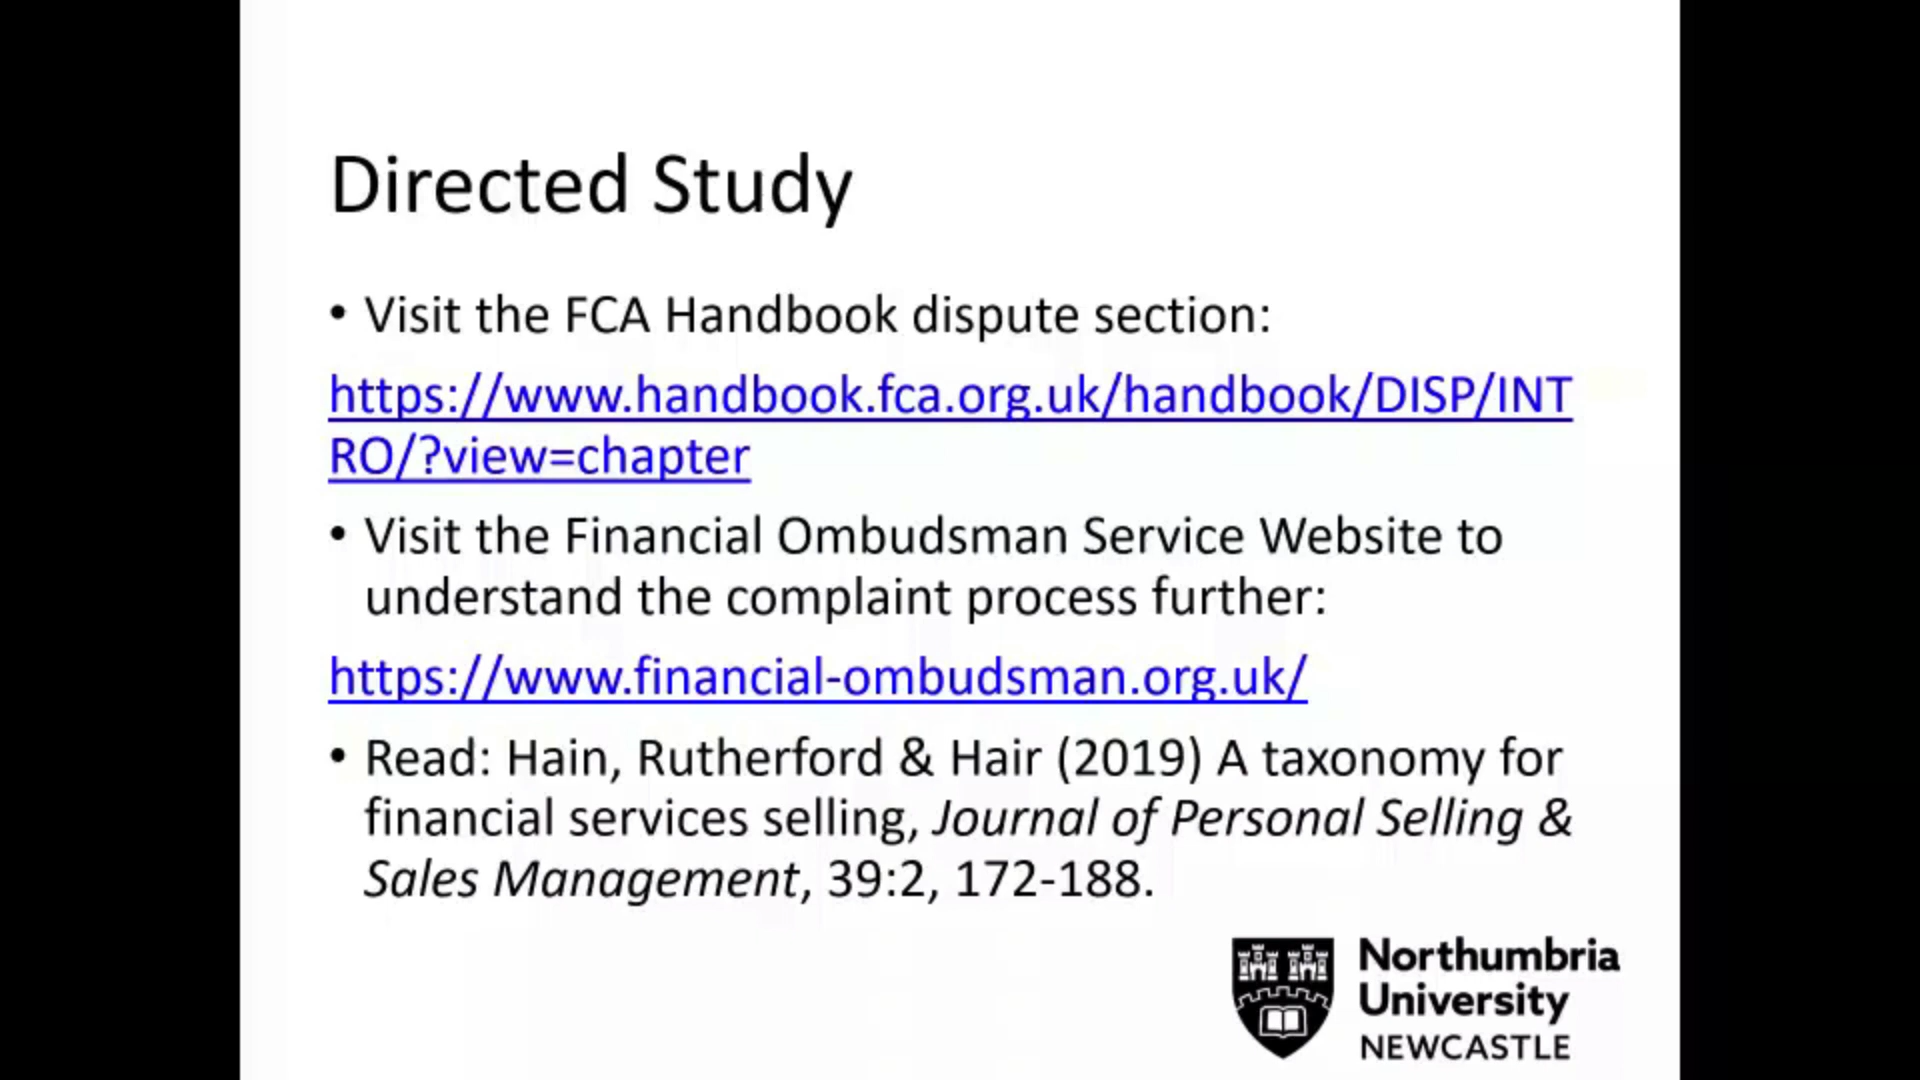 Directed Study
• Visit the FCA Handbook dispute section:
https://www.handbook.fca.org.uk/handbook/DISP/INT
RO/?view=chapter
• Visit the Financial Ombudsman Service Website to
understand the complaint process further:
https://www.financial-ombudsman.org.uk/
• Read: Hain, Rutherford & Hair (2019) A taxonomy for
financial services selling, Journal of Personal Selling &
Sales Management, 39:2, 172-188.
Northumbria
University
NEWCASTLE